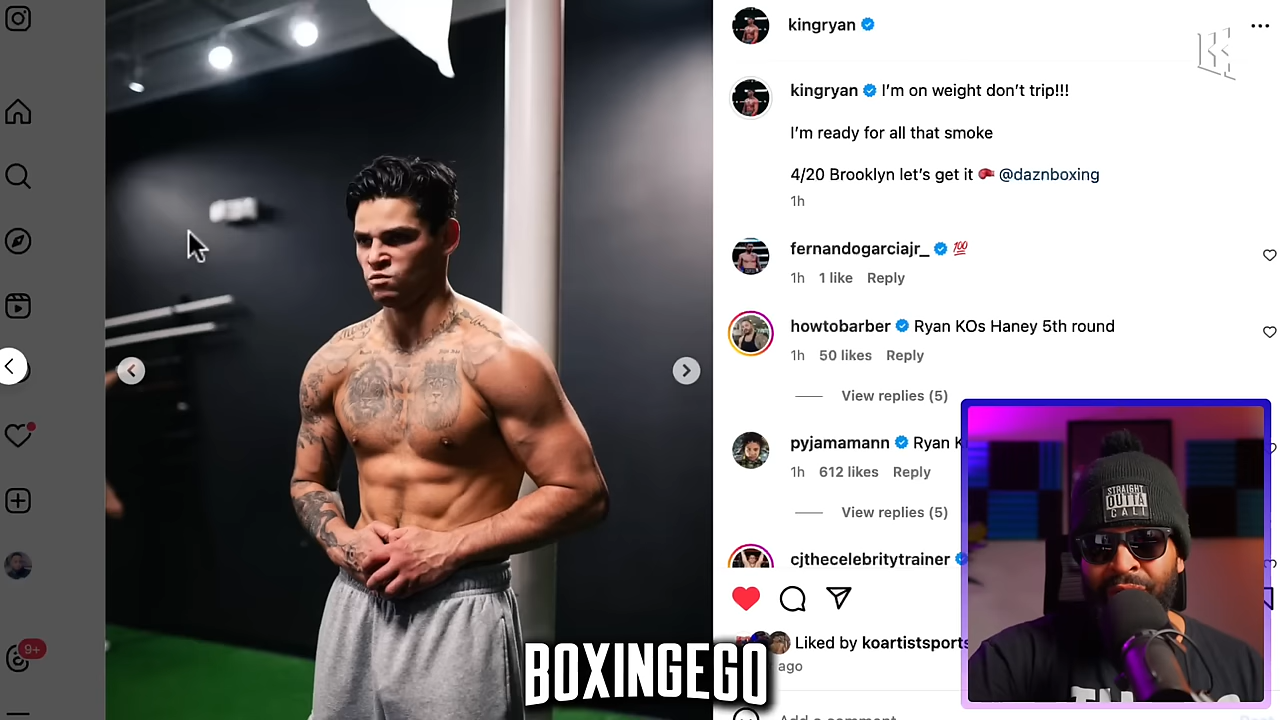 kingryan
kingryan I'm on weight don't trip!!!
I'm ready for all that smoke
4/20 Brooklyn let's get it 🥊 @daznboxing
1h
fernandogarciajr_ 💯
1h 1 like Reply
howtobarber Ryan KOs Haney 5th round
1h 50 likes Reply
View replies (5)
pyjamamann Ryan K
1h 612 likes Reply
View replies (5)
cjthecelebritytrainer
Liked by koartistsports
ago
Add a comment
9+
BOXINGEGO
STRAIGHT
OUTTA
CALI